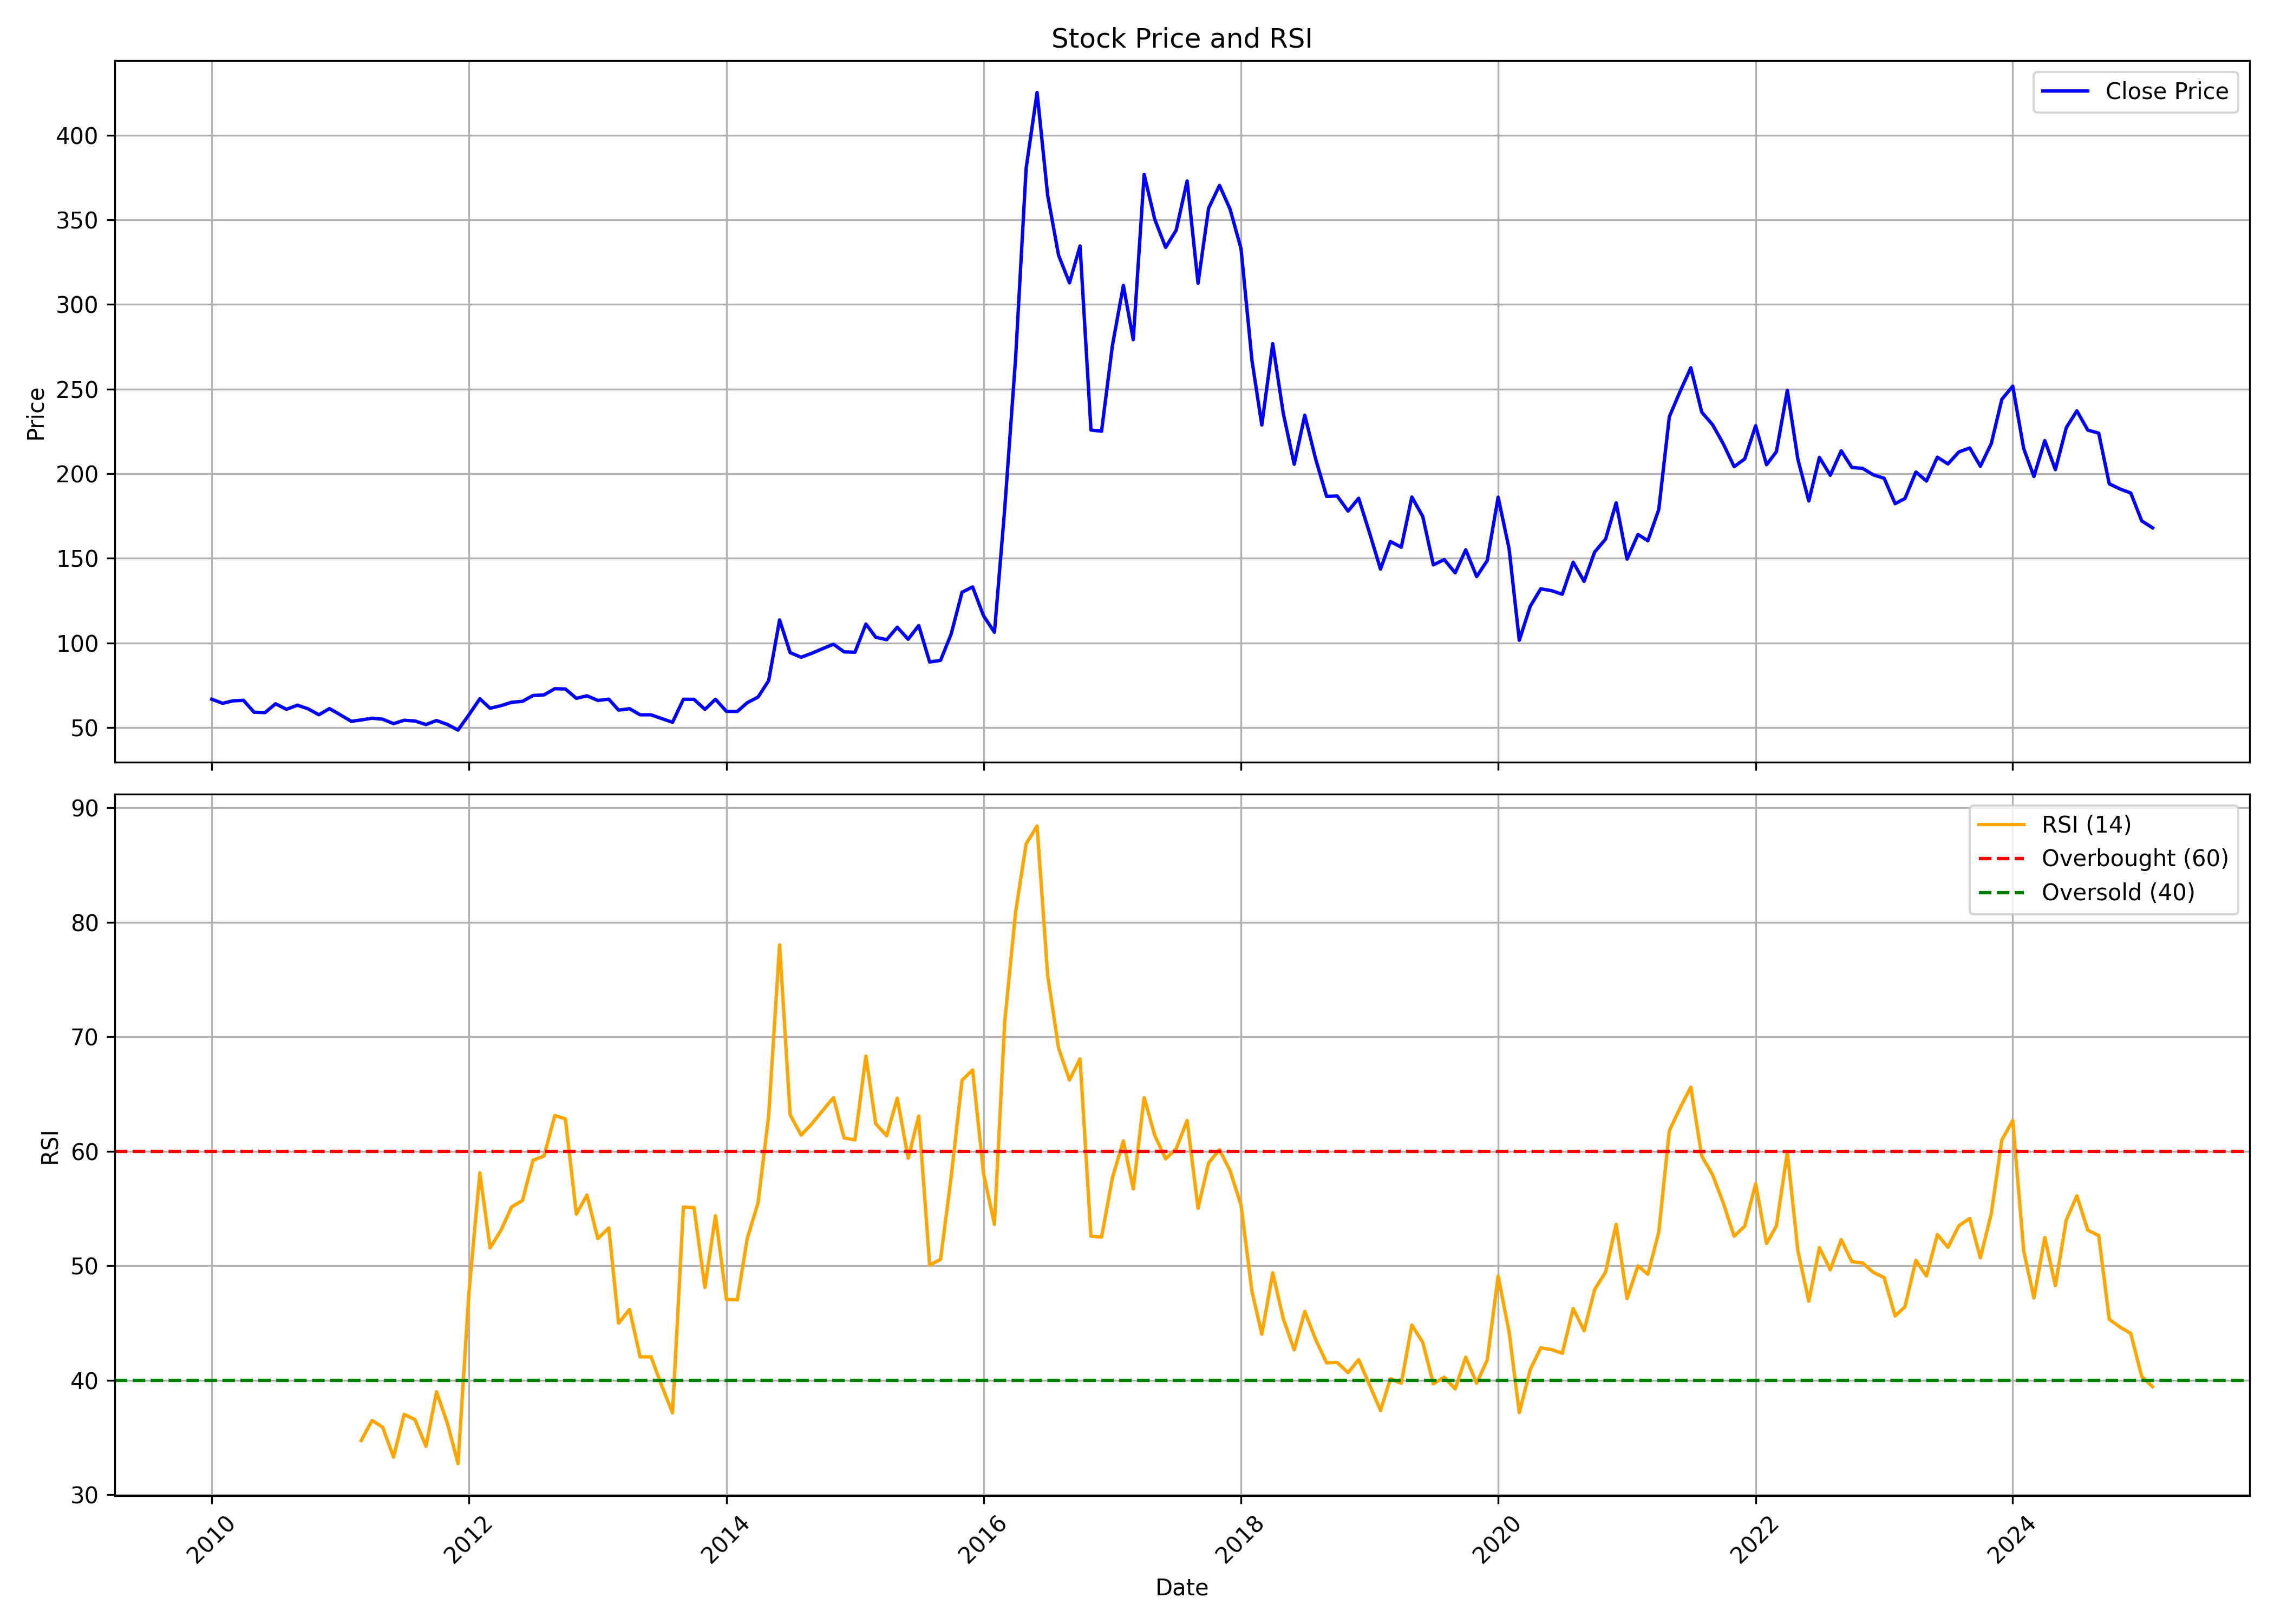 Stock Price and RSI
Close Price
400
350
300
250
200
150
100
50
Price
RSI (14)
Overbought (60)
Oversold (40)
90
80
70
60
50
40
30
RSI
2010
2012
2014
2016
2018
2020
2022
2024
Date